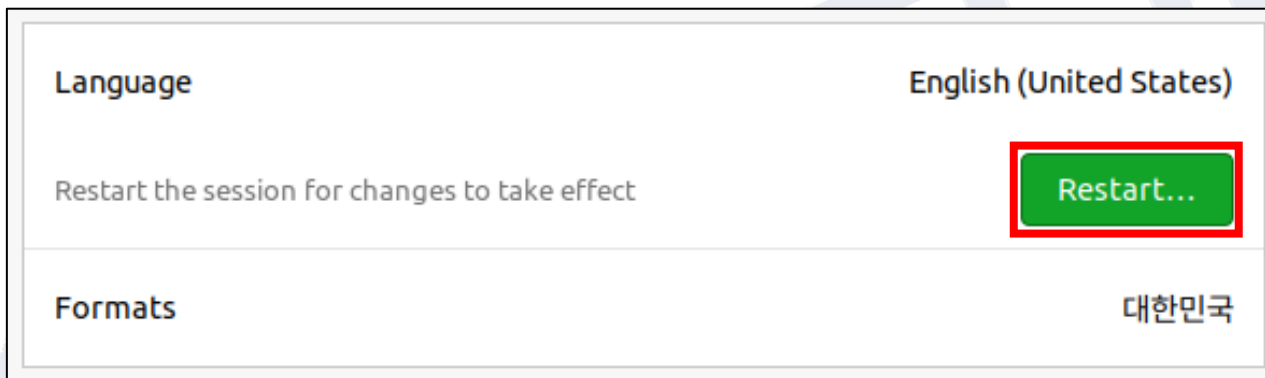 Language English (United States)
Restart the session for changes to take effect Restart...
Formats 대한민국